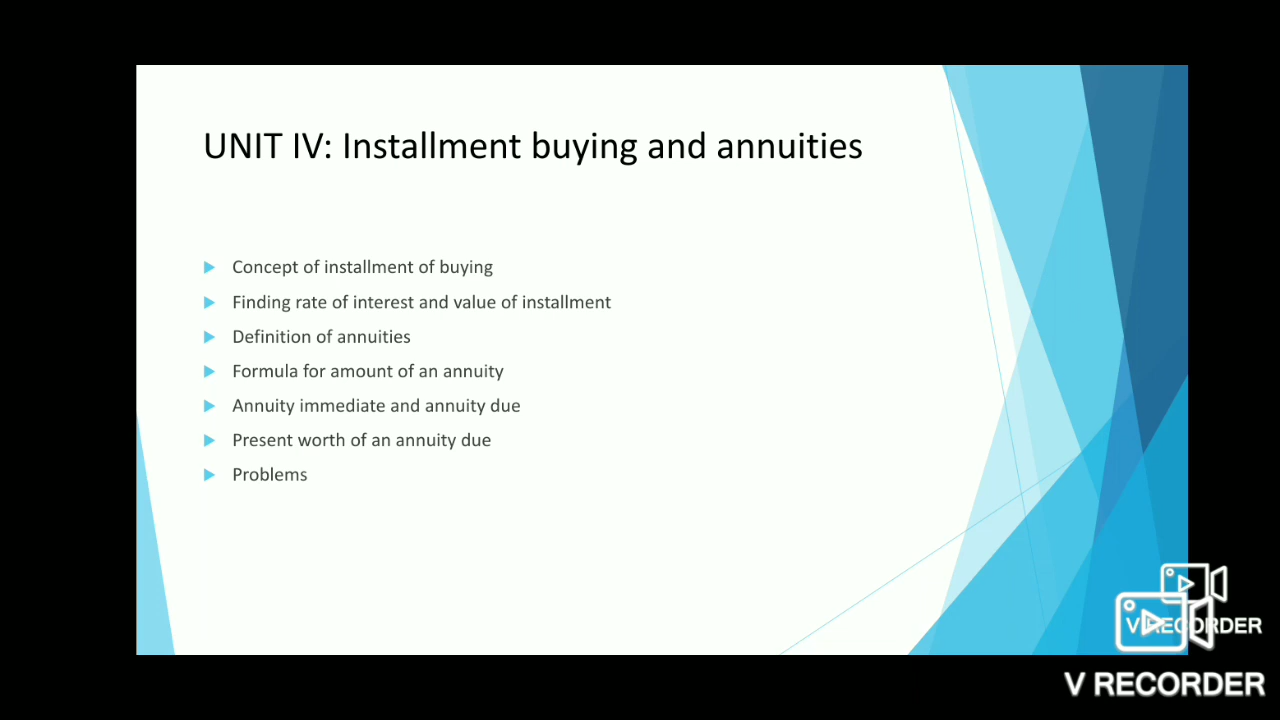 UNIT IV: Installment buying and annuities
Concept of installment of buying
Finding rate of interest and value of installment
Definition of annuities
Formula for amount of an annuity
Annuity immediate and annuity due
Present worth of an annuity due
Problems
V RECORDER
V RECORDER